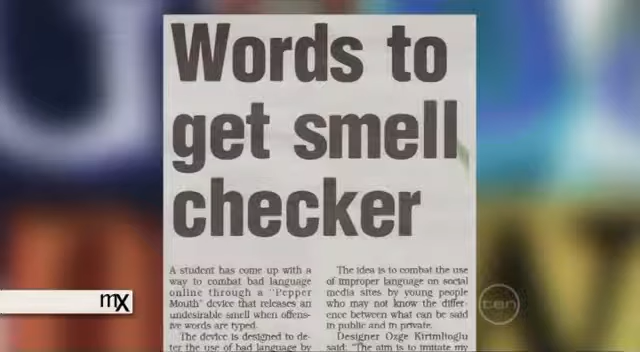 Words to
get smell
checker
A student has come up with a
way to combat bad language
online through a "Pepper
Mouth" device that releases an
undesirable smell when offens-
ive words are typed.
The device is designed to de-
ter the use of bad language by
The idea is to combat the use
of improper language on social
media sites by young people
who may not know the differ-
ence between what can be said
in public and in private.
Designer Ozge Kirimlioglu
said: "The aim is to imitate my
mX
ten